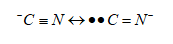 ⁻C ≡ N ↔ ••C = N⁻